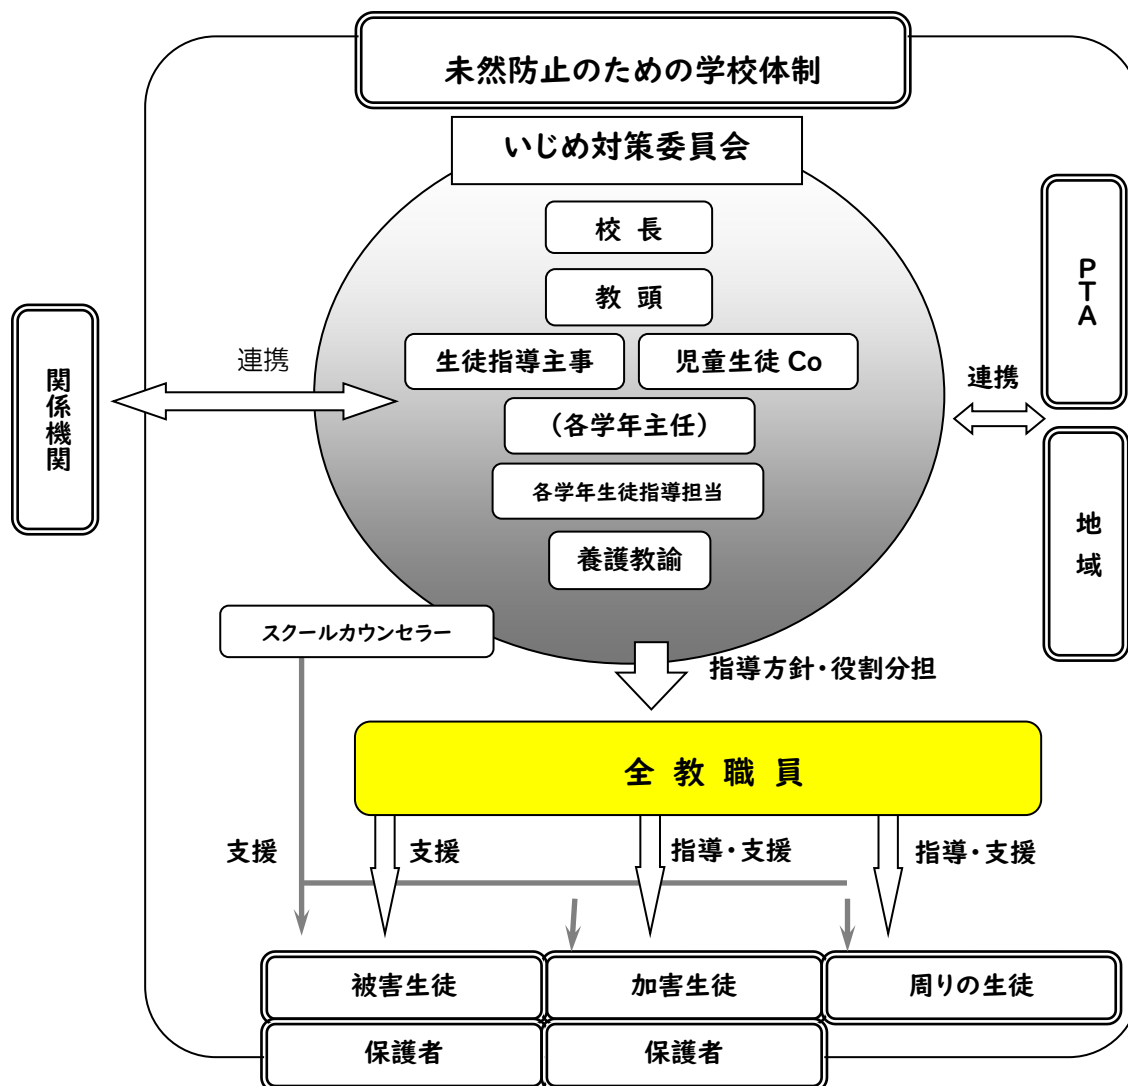 未然防止のための学校体制
いじめ対策委員会
校 長
教 頭
生徒指導主事
児童生徒 Co
(各学年主任)
各学年生徒指導担当
養護教諭
スクールカウンセラー
関係機関
連携
連携
PTA
地域
指導方針・役割分担
全 教 職 員
支援
支援
指導・支援
指導・支援
被害生徒
加害生徒
周りの生徒
保護者
保護者